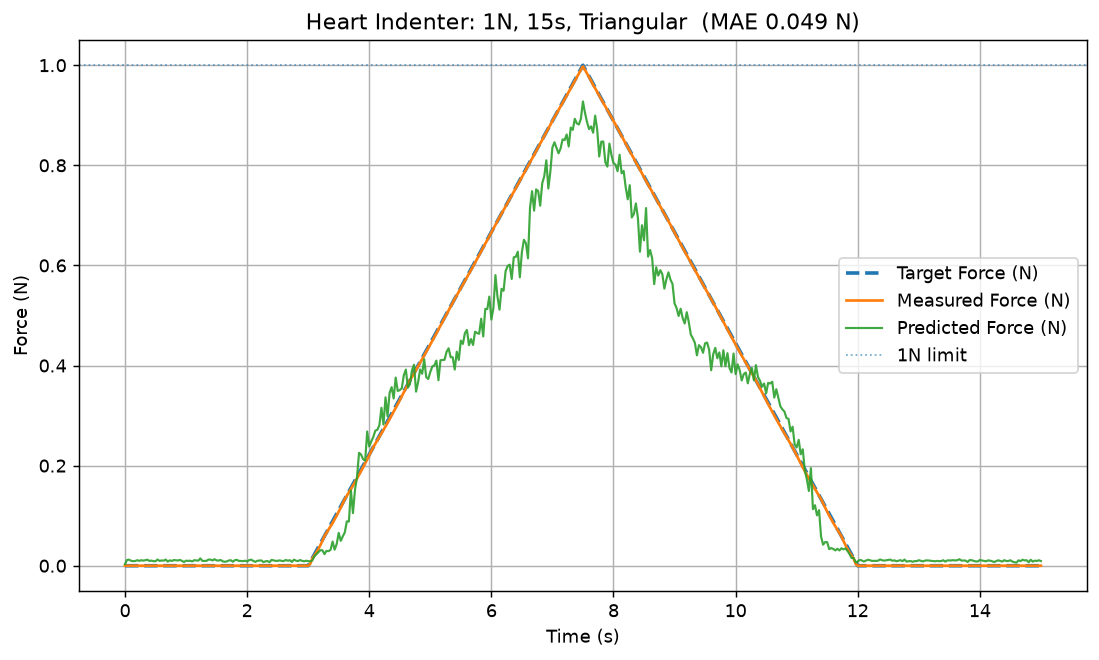 Heart Indenter: 1N, 15s, Triangular  (MAE 0.049 N)
Force (N)
1.0
0.8
0.6
0.4
0.2
0.0
Target Force (N)
Measured Force (N)
Predicted Force (N)
1N limit
0 2 4 6 8 10 12 14
Time (s)